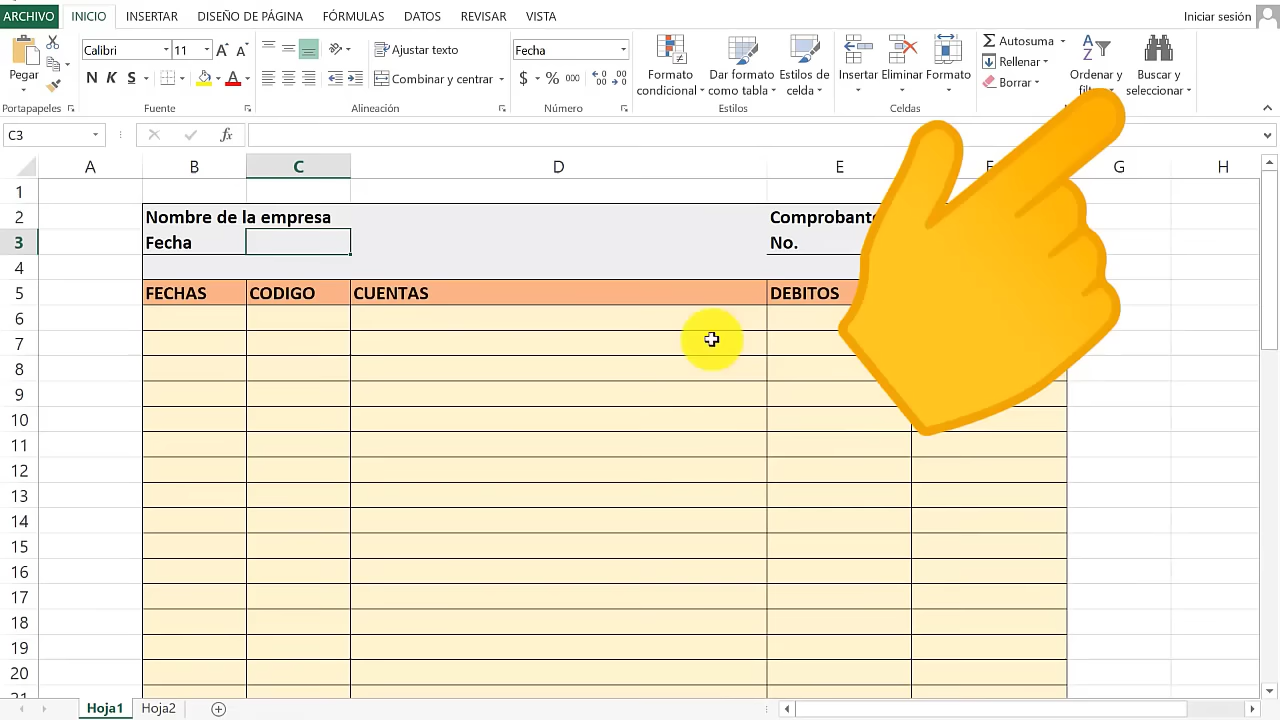 ARCHIVO INICIO INSERTAR DISEÑO DE PÁGINA FÓRMULAS DATOS REVISAR VISTA Iniciar sesión
Pegar
Portapapeles
Calibri 11
N K S
Fuente
Ajustar texto
Combinar y centrar
Alineación
Fecha
$ % 000
Número
Formato condicional
Dar formato como tabla
Estilos de celda
Estilos
Insertar Eliminar Formato
Celdas
Autosuma
Rellenar
Borrar
Ordenar y
Buscar y seleccionar
C3 fx
A B C D E G H
1
2 Nombre de la empresa
3 Fecha No.
4
5 FECHAS CODIGO CUENTAS DEBITOS
6
7
8
9
10
11
12
13
14
15
16
17
18
19
20
Hoja1 Hoja2